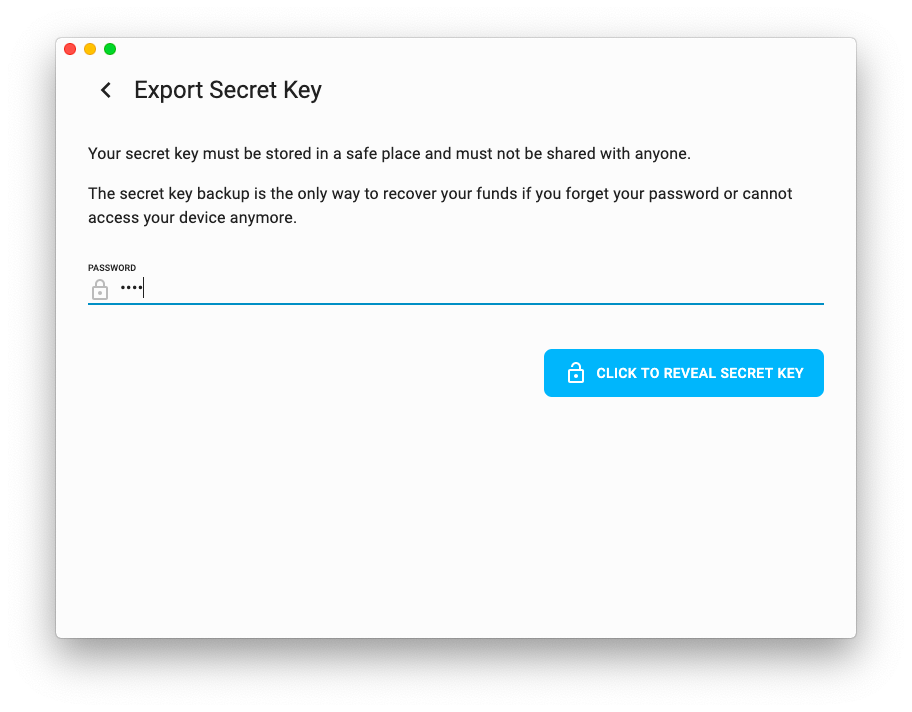 Export Secret Key
Your secret key must be stored in a safe place and must not be shared with anyone.
The secret key backup is the only way to recover your funds if you forget your password or cannot
access your device anymore.
PASSWORD
••••
CLICK TO REVEAL SECRET KEY